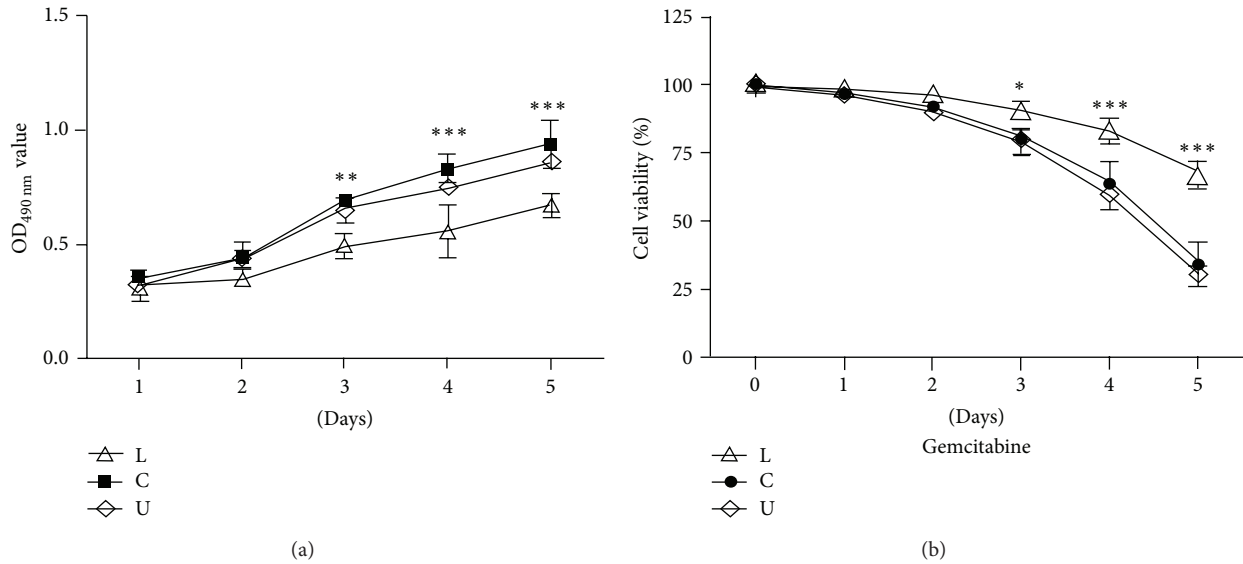 1.5
1.0
0.5
0.0
OD490 nm value
**
***
***
1
2
3
4
5
(Days)
L
C
U
(a)
125
100
75
50
25
0
Cell viability (%)
*
***
***
0
1
2
3
4
5
(Days)
Gemcitabine
L
C
U
(b)